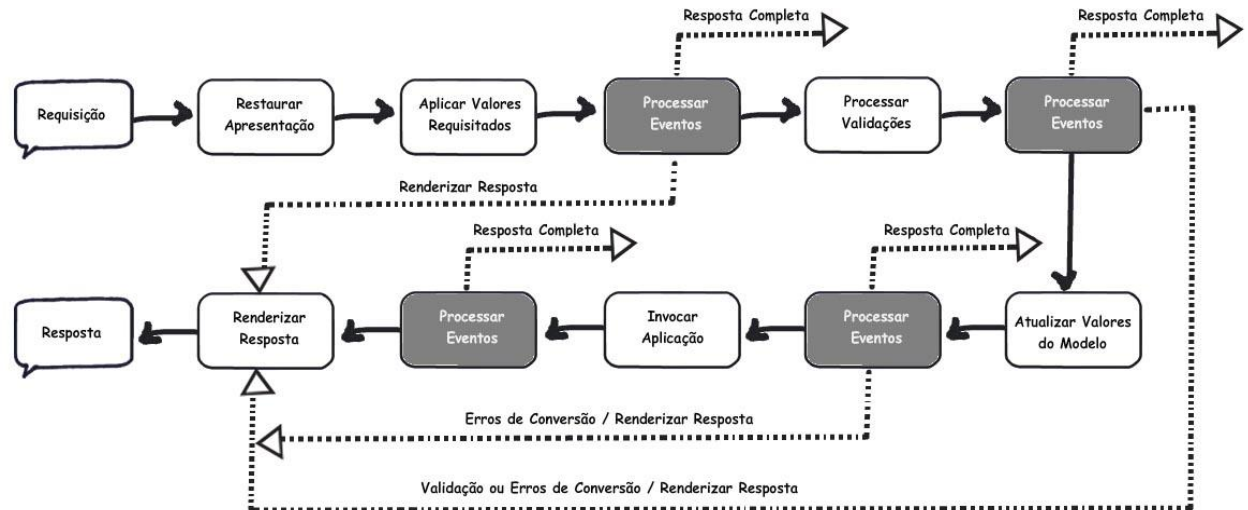 Resposta Completa
Resposta Completa
Requisição
Restaurar
Apresentação
Aplicar Valores
Requisitados
Processar
Eventos
Processar
Validações
Processar
Eventos
Renderizar Resposta
Resposta Completa
Resposta Completa
Resposta
Renderizar
Resposta
Processar
Eventos
Invocar
Aplicação
Processar
Eventos
Atualizar Valores
do Modelo
Erros de Conversão / Renderizar Resposta
Validação ou Erros de Conversão / Renderizar Resposta